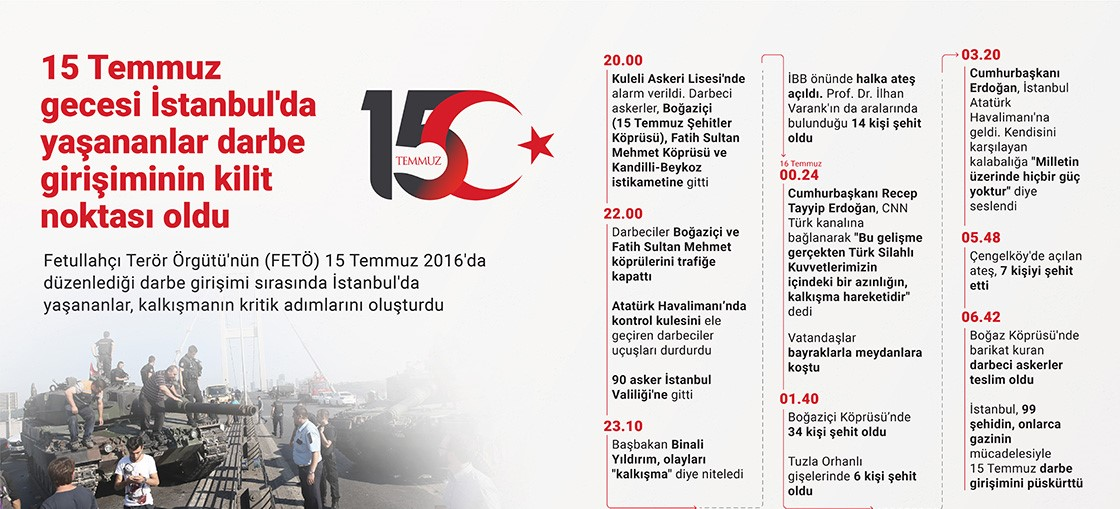 15 Temmuz
gecesi İstanbul'da
yaşananlar darbe
girişiminin kilit
noktası oldu
Fetullahçı Terör Örgütü'nün (FETÖ) 15 Temmuz 2016'da
düzenlediği darbe girişimi sırasında İstanbul'da
yaşananlar, kalkışmanın kritik adımlarını oluşturdu
15
TEMMUZ
20.00
Kuleli Askeri Lisesi'nde
alarm verildi. Darbeci
askerler, Boğaziçi
(15 Temmuz Şehitler
Köprüsü), Fatih Sultan
Mehmet Köprüsü ve
Kandilli-Beykoz
istikametine gitti
22.00
Darbeciler Boğaziçi ve
Fatih Sultan Mehmet
köprülerini trafiğe
kapattı
Atatürk Havalimanı’nda
kontrol kulesini ele
geçiren darbeciler
uçuşları durdurdu
90 asker İstanbul
Valiliği'ne gitti
23.10
Başbakan Binali
Yıldırım, olayları
"kalkışma" diye niteledi
İBB önünde halka ateş
açıldı. Prof. Dr. İlhan
Varank'ın da aralarında
bulunduğu 14 kişi şehit
oldu
16 Temmuz
00.24
Cumhurbaşkanı Recep
Tayyip Erdoğan, CNN
Türk kanalına
bağlanarak "Bu gelişme
gerçekten Türk Silahlı
Kuvvetlerimizin
içindeki bir azınlığın,
kalkışma hareketidir"
dedi
Vatandaşlar
bayraklarla meydanlara
koştu
01.40
Boğaziçi Köprüsü’nde
34 kişi şehit oldu
Tuzla Orhanlı
gişelerinde 6 kişi şehit
oldu
03.20
Cumhurbaşkanı
Erdoğan, İstanbul
Atatürk
Havalimanı'na
geldi. Kendisini
karşılayan
kalabalığa "Milletin
üzerinde hiçbir güç
yoktur" diye
seslendi
05.48
Çengelköy'de açılan
ateş, 7 kişiyi şehit
etti
06.42
Boğaz Köprüsü'nde
barikat kuran
darbeci askerler
teslim oldu
İstanbul, 99
şehidin, onlarca
gazinin
mücadelesiyle
15 Temmuz darbe
girişimini püskürttü